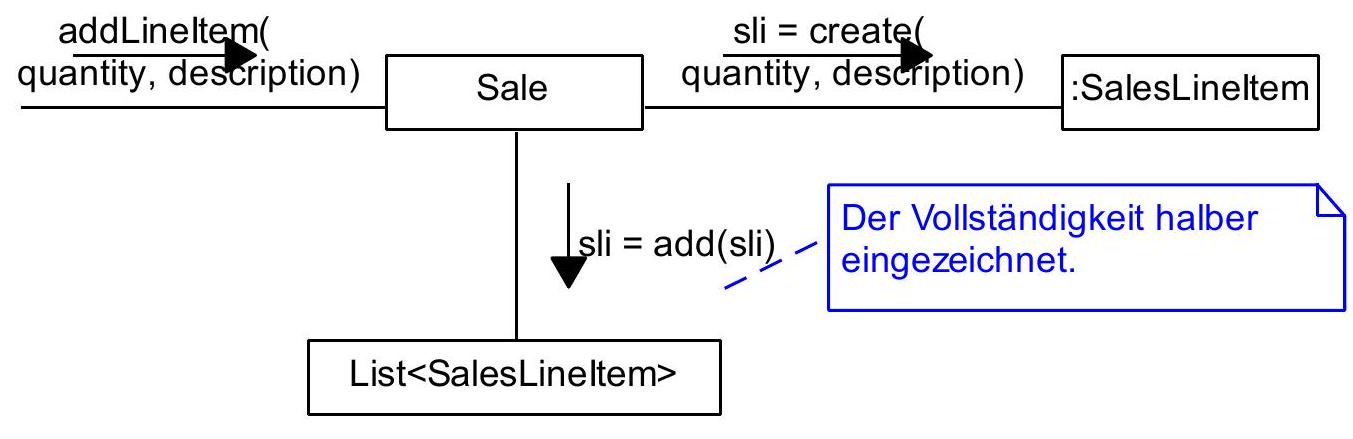 addLineItem(
quantity, description)
Sale
sli = create(
quantity, description)
:SalesLineItem
sli = add(sli)
Der Vollständigkeit halber
eingezeichnet.
List<SalesLineItem>